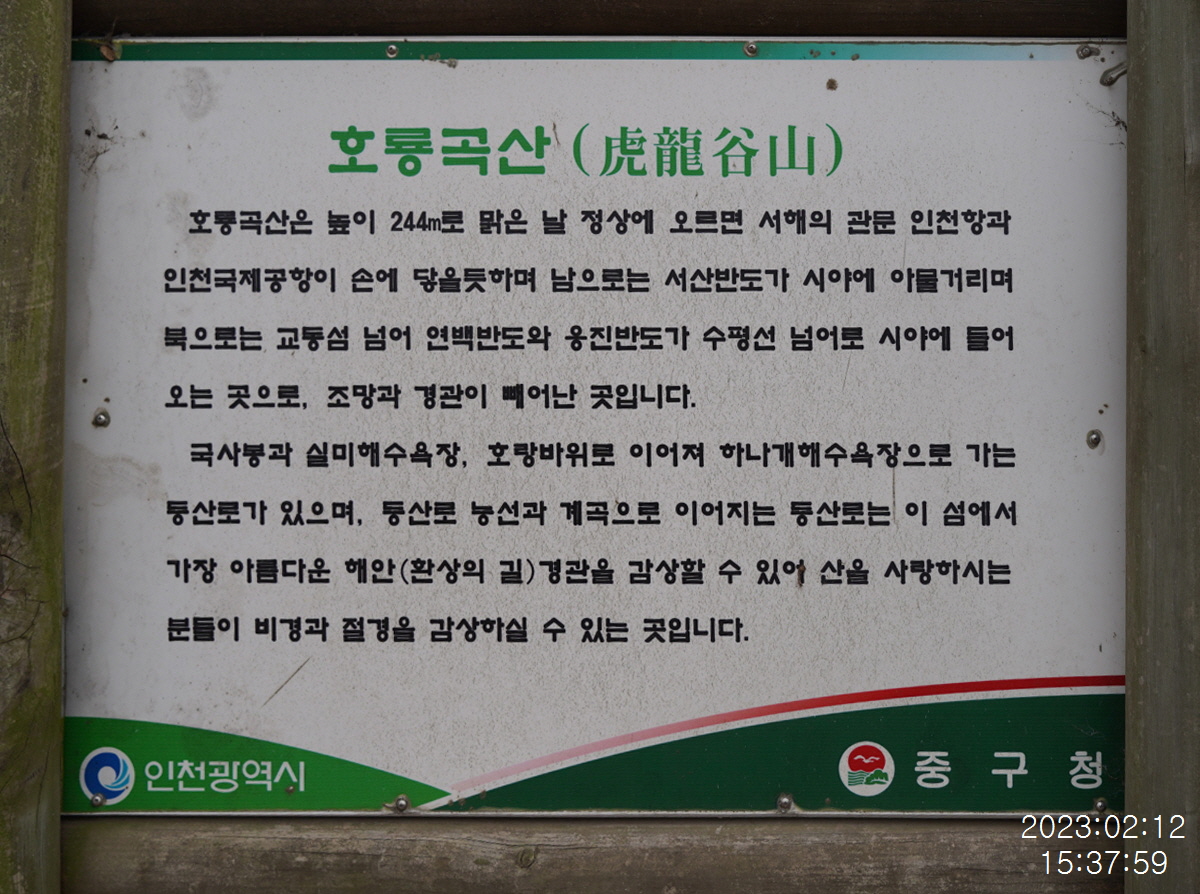 호룡곡산 (虎龍谷山)
호룡곡산은 높이 244m로 맑은 날 정상에 오르면 서해의 관문 인천항과
인천국제공항이 손에 닿을듯하며 남으로는 서산반도가 시야에 아물거리며
북으로는 교동섬 넘어 연백반도와 옹진반도가 수평선 넘어로 시야에 들어
오는 곳으로, 조망과 경관이 빼어난 곳입니다.
국사봉과 실미해수욕장, 호랑바위로 이어져 하나개해수욕장으로 가는
등산로가 있으며, 등산로 능선과 계곡으로 이어지는 등산로는 이 섬에서
가장 아름다운 해안(환상의 길)경관을 감상할 수 있어 산을 사랑하시는
분들이 비경과 절경을 감상하실 수 있는 곳입니다.
인천광역시
중구청
2023:02:12
15:37:59